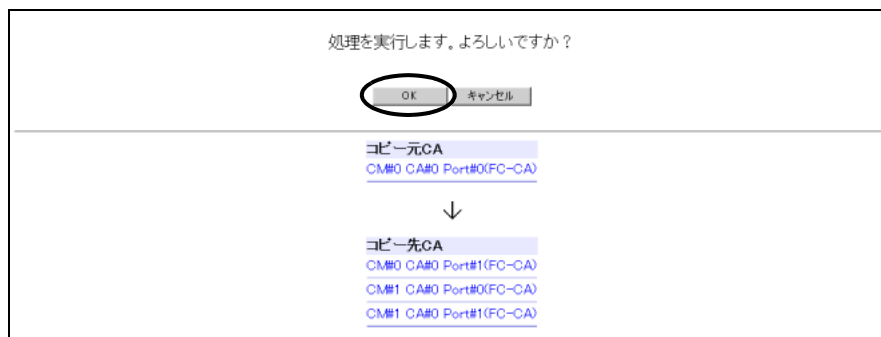 処理を実行します。よろしいですか？
OK キャンセル
コピー元CA
CM#0 CA#0 Port#0(FC-CA)
↓
コピー先CA
CM#0 CA#0 Port#1(FC-CA)
CM#1 CA#0 Port#0(FC-CA)
CM#1 CA#0 Port#1(FC-CA)